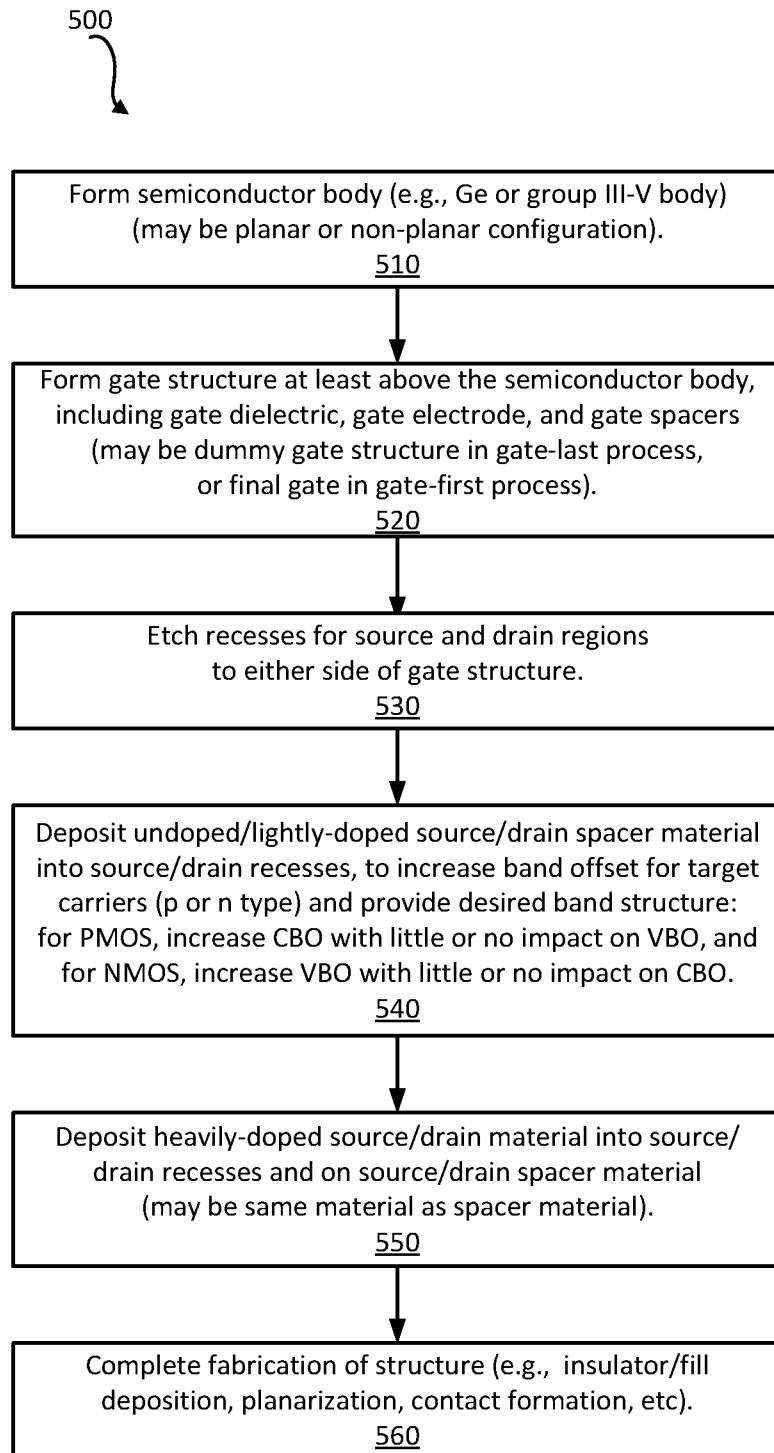 500
Form semiconductor body (e.g., Ge or group III-V body)
(may be planar or non-planar configuration).
510
Form gate structure at least above the semiconductor body,
including gate dielectric, gate electrode, and gate spacers
(may be dummy gate structure in gate-last process,
or final gate in gate-first process).
520
Etch recesses for source and drain regions
to either side of gate structure.
530
Deposit undoped/lightly-doped source/drain spacer material
into source/drain recesses, to increase band offset for target
carriers (p or n type) and provide desired band structure:
for PMOS, increase CBO with little or no impact on VBO, and
for NMOS, increase VBO with little or no impact on CBO.
540
Deposit heavily-doped source/drain material into source/
drain recesses and on source/drain spacer material
(may be same material as spacer material).
550
Complete fabrication of structure (e.g., insulator/fill
deposition, planarization, contact formation, etc).
560